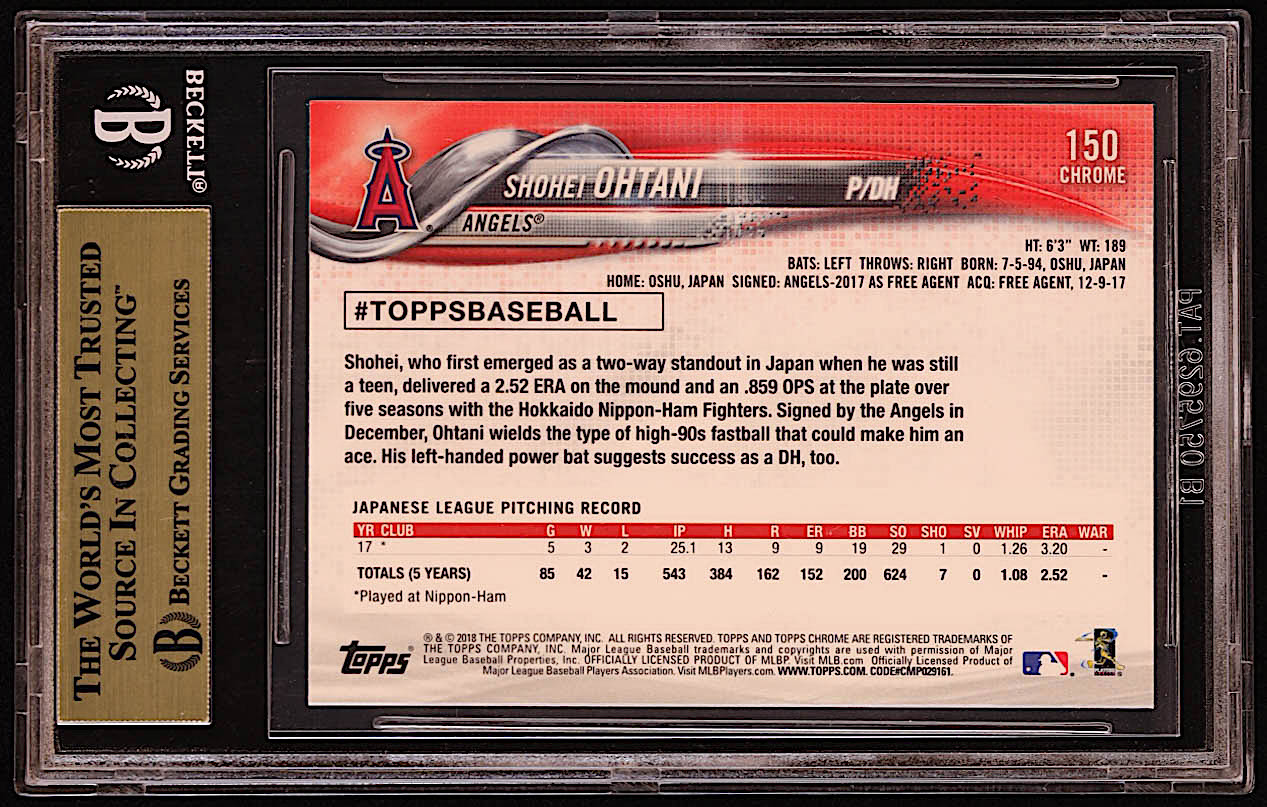 BECKETT®
THE WORLD'S MOST TRUSTED
SOURCE IN COLLECTING™
BECKETT GRADING SERVICES
150
CHROME
SHOHEI OHTANI
P/DH
ANGELS®
HT: 6'3" WT: 189
BATS: LEFT THROWS: RIGHT BORN: 7-5-94, OSHU, JAPAN
HOME: OSHU, JAPAN SIGNED: ANGELS-2017 AS FREE AGENT ACQ: FREE AGENT, 12-9-17
#TOPPSBASEBALL
Shohei, who first emerged as a two-way standout in Japan when he was still
a teen, delivered a 2.52 ERA on the mound and an .859 OPS at the plate over
five seasons with the Hokkaido Nippon-Ham Fighters. Signed by the Angels in
December, Ohtani wields the type of high-90s fastball that could make him an
ace. His left-handed power bat suggests success as a DH, too.
JAPANESE LEAGUE PITCHING RECORD
YR CLUB G W L IP H R ER BB SO SHO SV WHIP ERA WAR
17 * 5 3 2 25.1 13 9 9 19 29 1 0 1.26 3.20 -
TOTALS (5 YEARS) 85 42 15 543 384 162 152 200 624 7 0 1.08 2.52 -
*Played at Nippon-Ham
Topps®
® & © 2018 THE TOPPS COMPANY, INC. ALL RIGHTS RESERVED. TOPPS AND TOPPS CHROME ARE REGISTERED TRADEMARKS OF
THE TOPPS COMPANY, INC. Major League Baseball trademarks and copyrights are used with permission of Major
League Baseball Properties, Inc. OFFICIALLY LICENSED PRODUCT OF MLBP. Visit MLB.com Officially Licensed Product of
Major League Baseball Players Association. Visit MLBPlayers.com. WWW.TOPPS.COM. CODE#CMP029161.
PAT. 6295750 B1